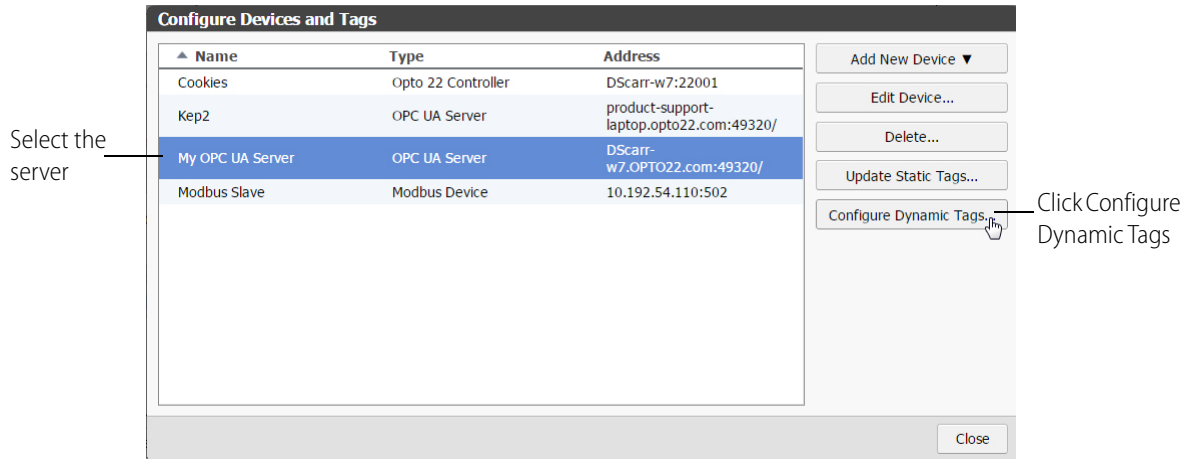 Configure Devices and Tags
▲ Name Type Address
Cookies Opto 22 Controller DScarr-w7:22001
Kep2 OPC UA Server product-support-
laptop.opto22.com:49320/
My OPC UA Server OPC UA Server DScarr-
w7.OPTO22.com:49320/
Modbus Slave Modbus Device 10.192.54.110:502
Add New Device ▼
Edit Device...
Delete...
Update Static Tags...
Configure Dynamic Tags...
Close
Select the
server
Click Configure
Dynamic Tags